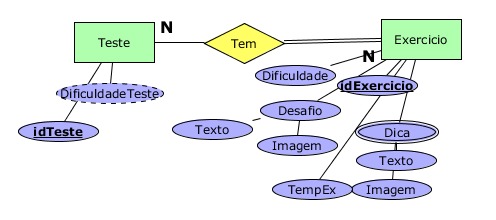 N
Teste
Tem
Exercicio
N
Dificuldade
DificuldadeTeste
idExercicio
Desafio
Texto
idTeste
Dica
Imagem
Texto
TempEx
Imagem